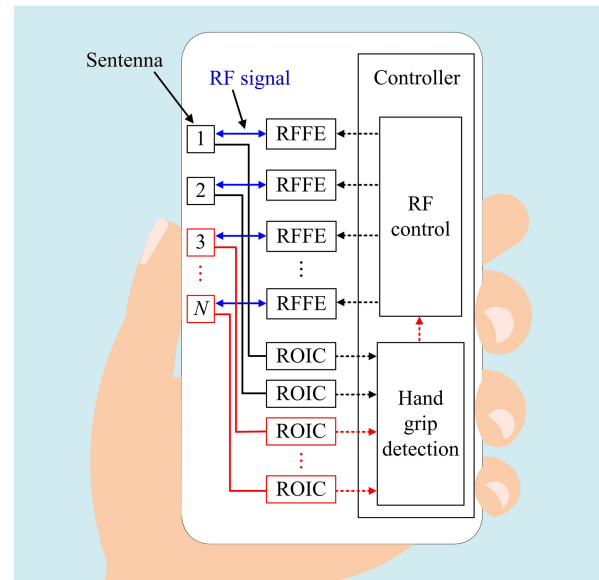 Sentenna
RF signal
Controller
1
RFFE
2
RFFE
RF
control
3
RFFE
N
RFFE
ROIC
ROIC
Hand
grip
detection
ROIC
ROIC